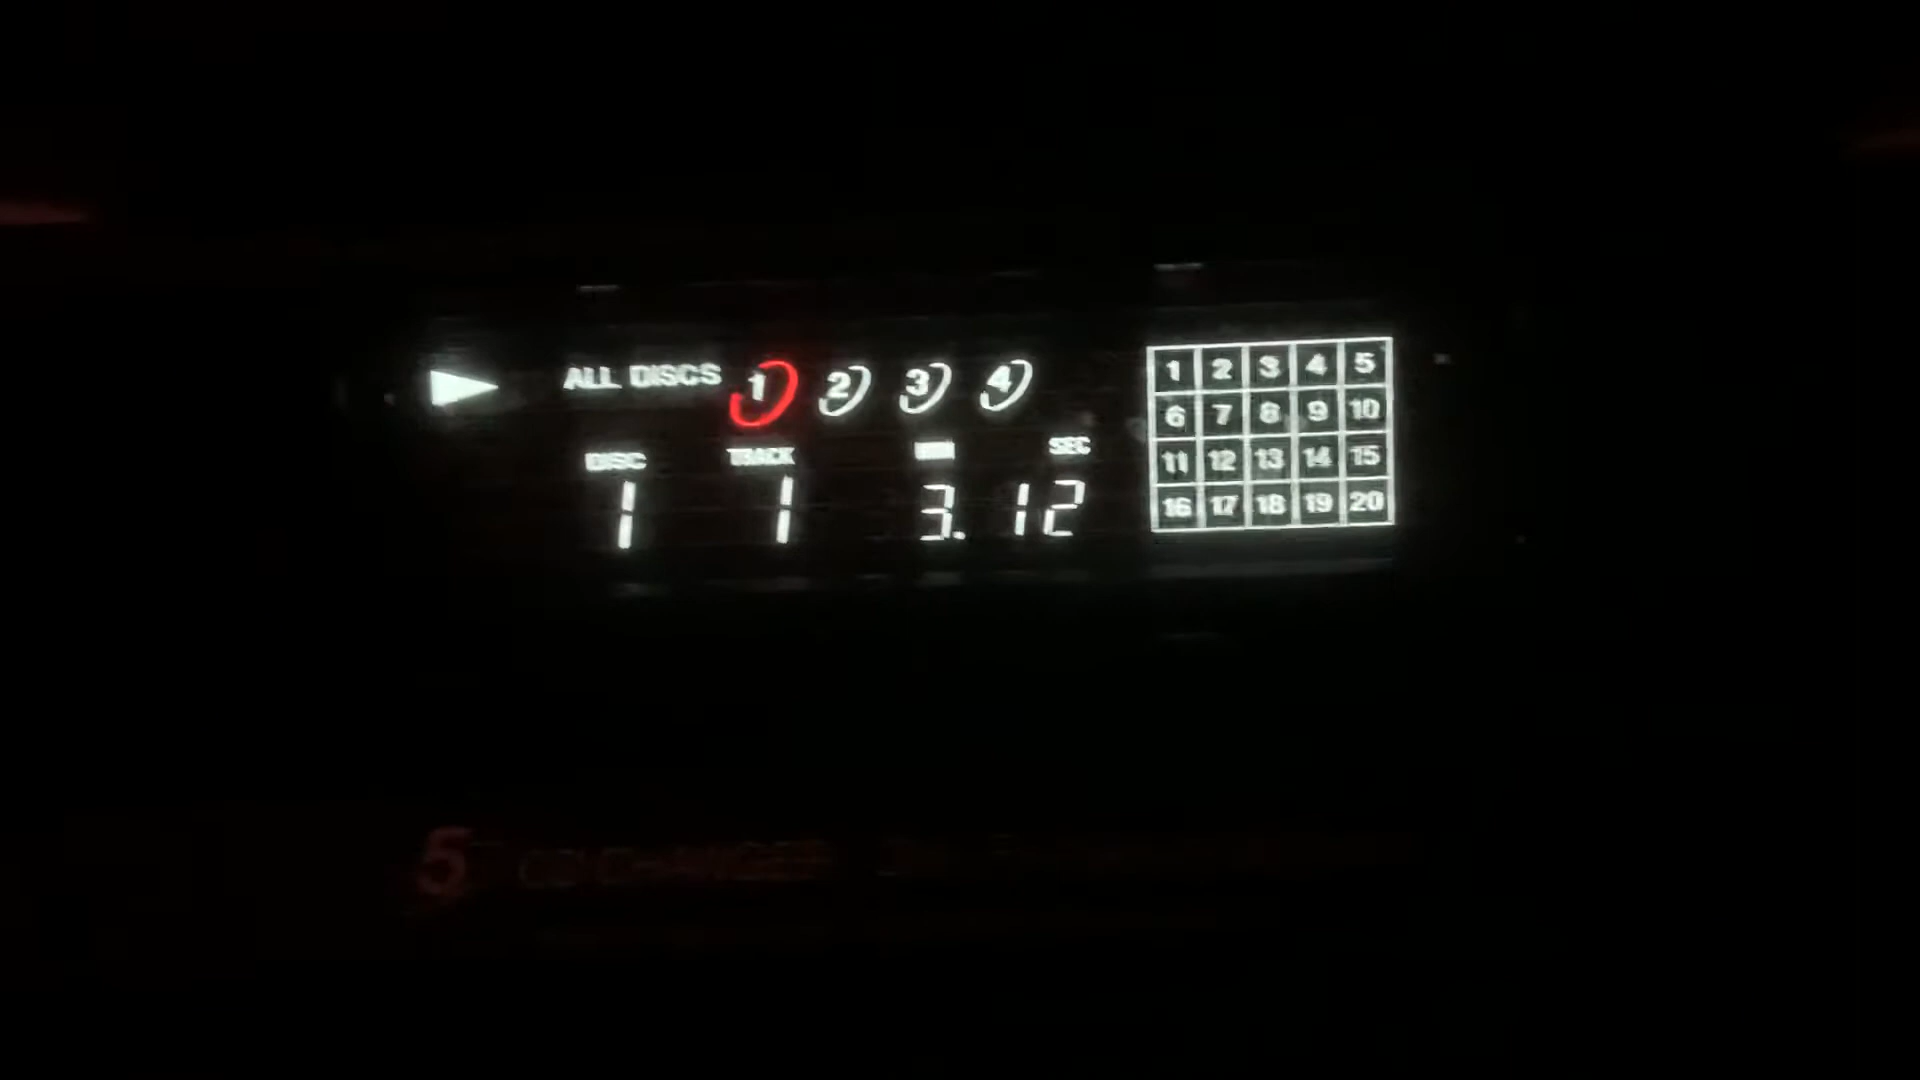 ALL DISCS 1 2 3 4
DISC TRACK MIN SEC
1 1 3. 12
1 2 3 4 5
6 7 8 9 10
11 12 13 14 15
16 17 18 19 20
5 CD CHANGER